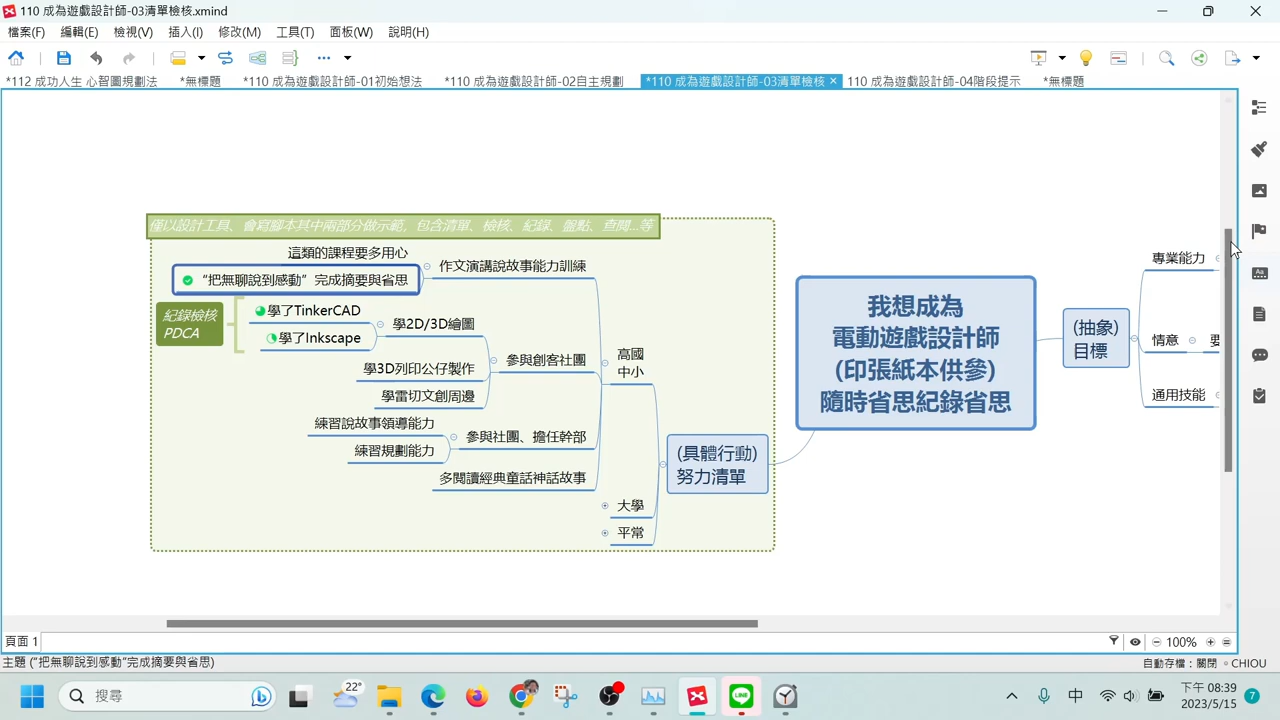 110 成為遊戲設計師-03清單檢核.xmind
檔案(F) 編輯(E) 檢視(V) 插入(I) 修改(M) 工具(T) 面板(W) 說明(H)
*112 成功人生 心智圖規劃法 *無標題 *110 成為遊戲設計師-01初始想法 *110 成為遊戲設計師-02自主規劃 *110 成為遊戲設計師-03清單檢核 × 110 成為遊戲設計師-04階段提示 *無標題
僅以設計工具、會寫腳本其中兩部分做示範，包含清單、檢核、紀錄、盤點、查閱...等
這類的課程要多用心
“把無聊說到感動”完成摘要與省思
作文演講說故事能力訓練
紀錄檢核
PDCA
學了TinkerCAD
學了Inkscape
學2D/3D繪圖
學3D列印公仔製作
學雷切文創周邊
參與創客社團
練習說故事領導能力
練習規劃能力
參與社團、擔任幹部
多閱讀經典童話神話故事
高國
中小
大學
平常
(具體行動)
努力清單
我想成為
電動遊戲設計師
(印張紙本供參)
隨時省思紀錄省思
(抽象)
目標
專業能力
情意
要
通用技能
頁面 1
100%
主題 (“把無聊說到感動”完成摘要與省思)
自動存檔：關閉
CHIOU
搜尋
22°
中
下午 08:39
2023/5/15
7